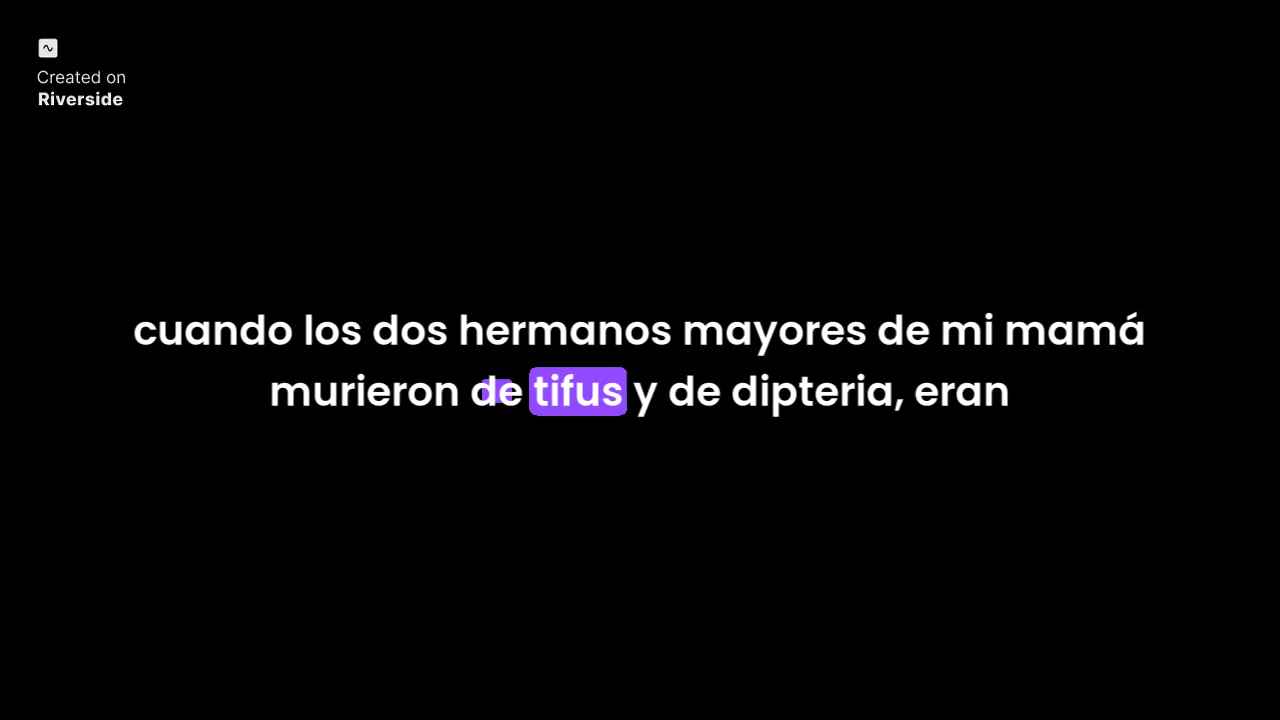 Created on
Riverside
cuando los dos hermanos mayores de mi mamá
murieron de tifus y de dipteria, eran